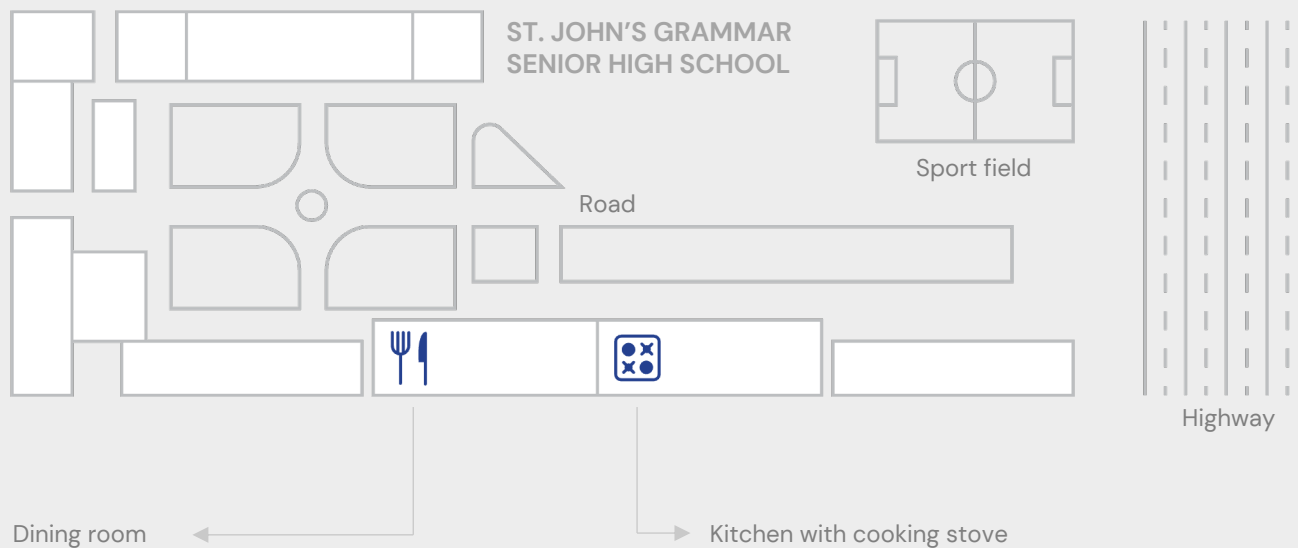 ST. JOHN’S GRAMMAR
SENIOR HIGH SCHOOL
Sport field
Road
Highway
Dining room
Kitchen with cooking stove